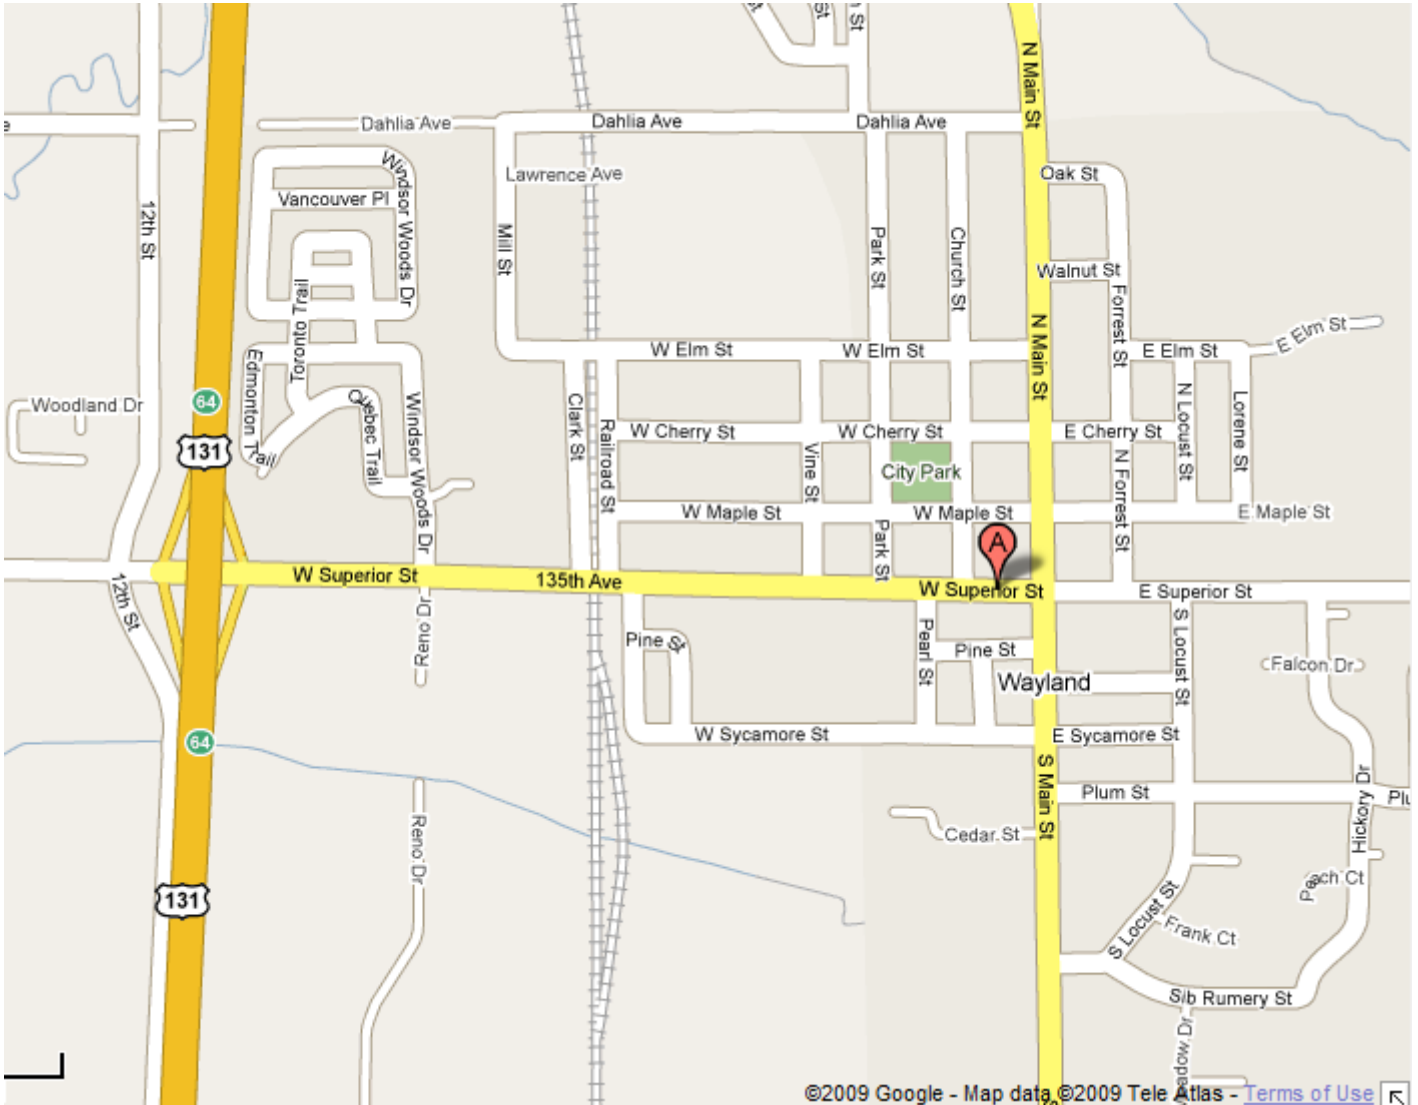 St
St
n St
N Main St
Dahlia Ave
Dahlia Ave
Dahlia Ave
Windsor Woods Dr
Lawrence Ave
Oak St
Vancouver Pl
12th St
Mill St
Park St
Church St
Walnut St
Toronto Trail
N Forrest St
N Main St
E Elm St
W Elm St
W Elm St
E Elm St
Edmonton Trail
Quebec Trail
Windsor Woods Dr
Clark St
Railroad St
N Locust St
Lorene St
Woodland Dr
64
131
W Cherry St
W Cherry St
E Cherry St
Vine St
City Park
N Forrest St
W Maple St
W Maple St
E Maple St
Park St
A
W Superior St
135th Ave
W Superior St
E Superior St
12th St
Reno Dr
Pine St
Pearl St
Pine St
S Locust St
Falcon Dr
Wayland
64
W Sycamore St
E Sycamore St
S Main St
Plum St
Plu
Hickory Dr
Reno Dr
Cedar St
Peach Ct
131
S Locust St
Frank Ct
Sib Rumery St
eadow Dr
©2009 Google - Map data ©2009 Tele Atlas - Terms of Use